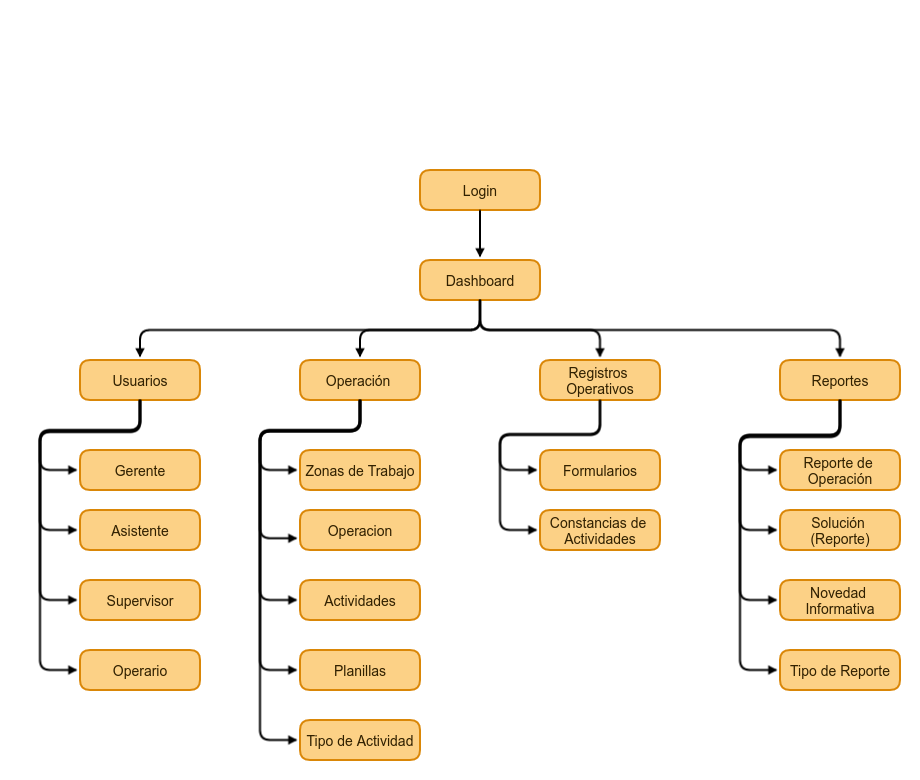 Login
Dashboard
Usuarios
Operación
Registros
Operativos
Reportes
Gerente
Asistente
Supervisor
Operario
Zonas de Trabajo
Operacion
Actividades
Planillas
Tipo de Actividad
Formularios
Constancias de
Actividades
Reporte de
Operación
Solución
(Reporte)
Novedad
Informativa
Tipo de Reporte